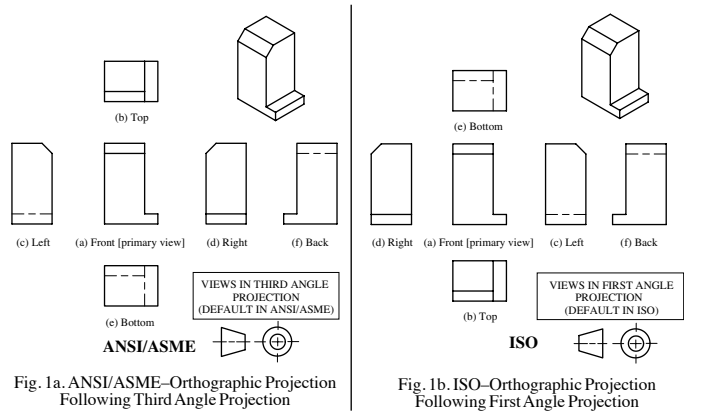 (b) Top
(c) Left
(a) Front [primary view]
(d) Right
(f) Back
(e) Bottom
VIEWS IN THIRD ANGLE
PROJECTION
(DEFAULT IN ANSI/ASME)
ANSI/ASME
Fig. 1a. ANSI/ASME–Orthographic Projection
Following Third Angle Projection
(e) Bottom
(d) Right
(a) Front [primary view]
(c) Left
(f) Back
(b) Top
VIEWS IN FIRST ANGLE
PROJECTION
(DEFAULT IN ISO)
ISO
Fig. 1b. ISO–Orthographic Projection
Following First Angle Projection